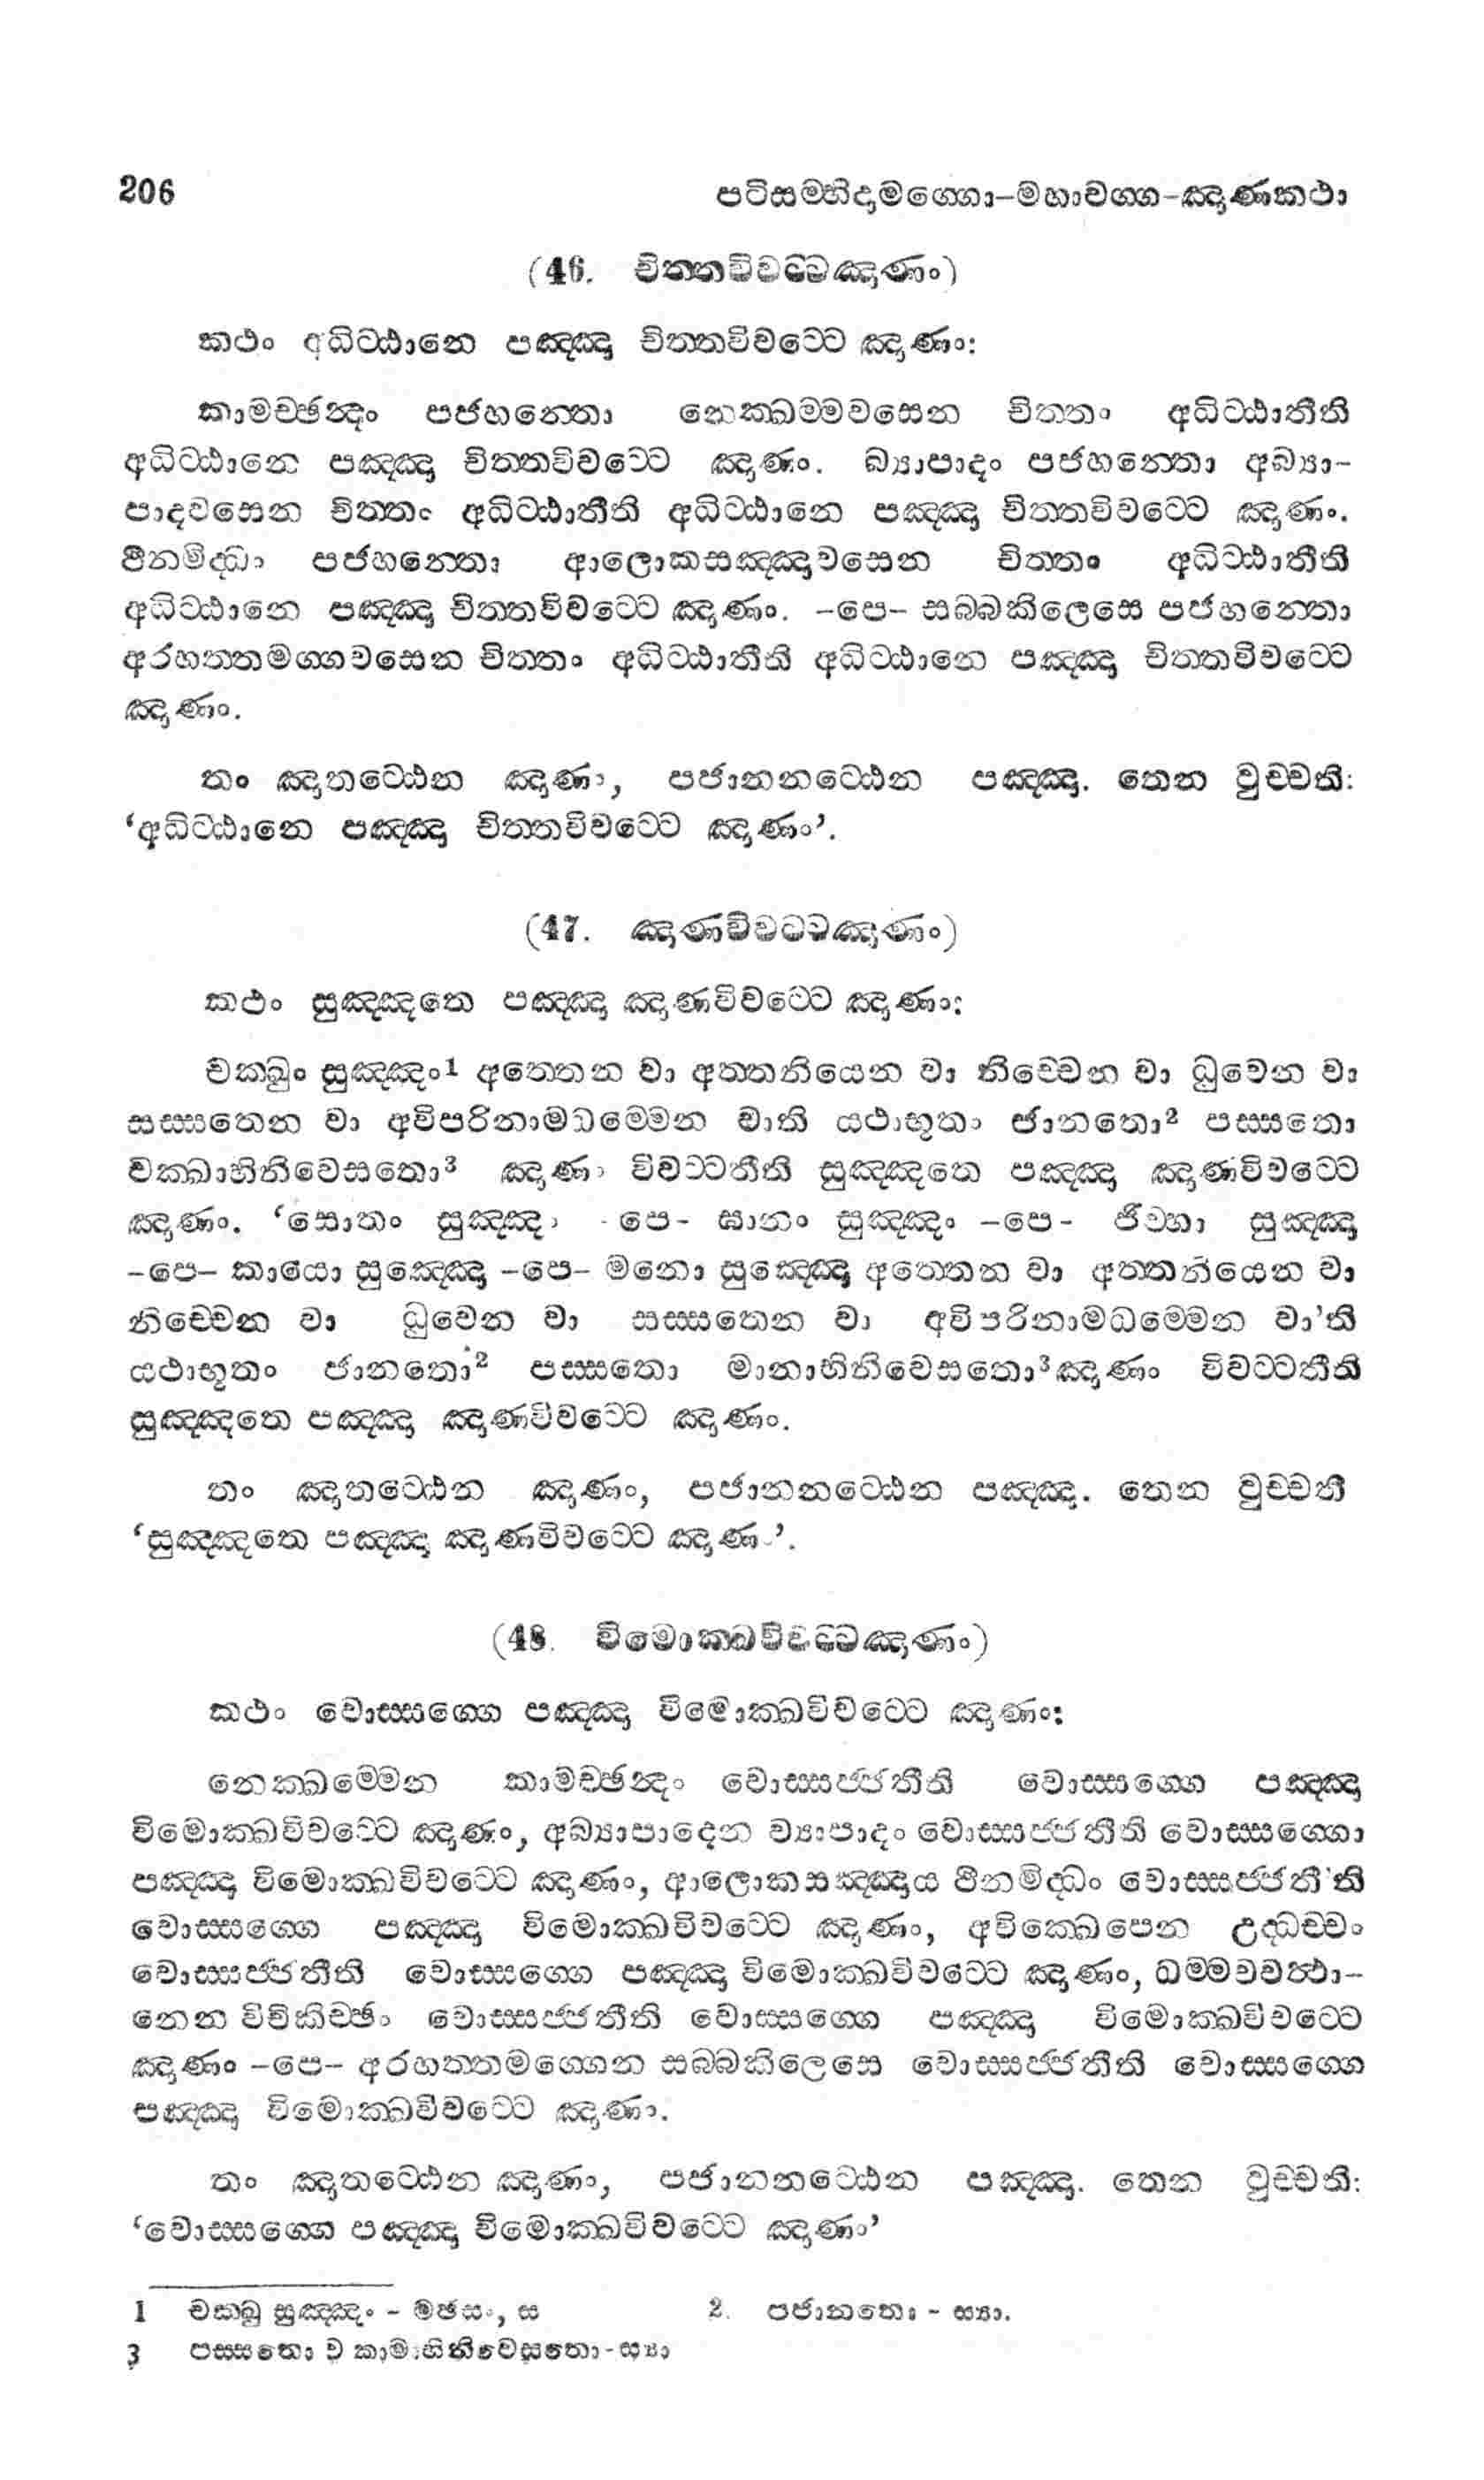 206 පටිසම්භිදාමග්ගො–මහාවග්ග–ඤාණකථා
(46. චිත්තවිවට්ටඤාණං)
කථං අධිට්ඨානෙ පඤ්ඤා චිත්තවිවට්ටෙ ඤාණං:
කාමච්ඡන්දං පජහන්තො නෙක්ඛම්මවසෙන චිත්තං අධිට්ඨාතීති
අධිට්ඨානෙ පඤ්ඤා චිත්තවිවට්ටෙ ඤාණං. බ්‍යාපාදං පජහන්තො අබ්‍යා-
පාදවසෙන චිත්තං අධිට්ඨාතීති අධිට්ඨානෙ පඤ්ඤා චිත්තවිවට්ටෙ ඤාණං.
ථීනමිද්ධං පජහන්තො ආලොකසඤ්ඤාවසෙන චිත්තං අධිට්ඨාතීති
අධිට්ඨානෙ පඤ්ඤා චිත්තවිවට්ටෙ ඤාණං. -පෙ- සබ්බකිලෙසෙ පජහන්තො
අරහත්තමග්ගවසෙන චිත්තං අධිට්ඨාතීති අධිට්ඨානෙ පඤ්ඤා චිත්තවිවට්ටෙ
ඤාණං.
තං ඤාතට්ඨෙන ඤාණං, පජානනට්ඨෙන පඤ්ඤා. තෙන වුච්චති:
‘අධිට්ඨානෙ පඤ්ඤා චිත්තවිවට්ටෙ ඤාණං’.
(47. ඤාණවිවට්ටඤාණං)
කථං සුඤ්ඤතෙ පඤ්ඤා ඤාණවිවට්ටෙ ඤාණං:
චක්ඛුං සුඤ්ඤං¹ අත්තෙන වා අත්තනියෙන වා නිච්චෙන වා ධුවෙන වා
සස්සතෙන වා අවිපරිනාමධම්මෙන වාති යථාභූතං ජානතො² පස්සතො
චක්ඛාභිනිවෙසතො³ ඤාණං විවට්ටතීති සුඤ්ඤතෙ පඤ්ඤා ඤාණවිවට්ටෙ
ඤාණං. ‘සොතං සුඤ්ඤං -පෙ- ඝානං සුඤ්ඤං -පෙ- ජිව්හා සුඤ්ඤා
-පෙ- කායො සුඤ්ඤො -පෙ- මනො සුඤ්ඤො අත්තෙන වා අත්තනියෙන වා
නිච්චෙන වා ධුවෙන වා සස්සතෙන වා අවිපරිනාමධම්මෙන වා’ති
යථාභූතං ජානතො² පස්සතො මානාභිනිවෙසතො³ ඤාණං විවට්ටතීති
සුඤ්ඤතෙ පඤ්ඤා ඤාණවිවට්ටෙ ඤාණං.
තං ඤාතට්ඨෙන ඤාණං, පජානනට්ඨෙන පඤ්ඤා. තෙන වුච්චතී
‘සුඤ්ඤතෙ පඤ්ඤා ඤාණවිවට්ටෙ ඤාණං’.
(48. විමොක්ඛවිවට්ටඤාණං)
කථං වොස්සග්ගෙ පඤ්ඤා විමොක්ඛවිවට්ටෙ ඤාණං:
නෙක්ඛම්මෙන කාමච්ඡන්දං වොස්සජ්ජතීති වොස්සග්ගෙ පඤ්ඤා
විමොක්ඛවිවට්ටෙ ඤාණං, අබ්‍යාපාදෙන ව්‍යාපාදං වොස්සජ්ජතීති වොස්සග්ගො
පඤ්ඤා විමොක්ඛවිවට්ටෙ ඤාණං, ආලොකසඤ්ඤාය ථීනමිද්ධං වොස්සජ්ජතී’ති
වොස්සග්ගෙ පඤ්ඤා විමොක්ඛවිවට්ටෙ ඤාණං, අවික්ඛෙපෙන උද්ධච්චං
වොස්සජ්ජතීති වොස්සග්ගෙ පඤ්ඤා විමොක්ඛවිවට්ටෙ ඤාණං, ධම්මවවත්ථා-
නෙන විචිකිච්ඡං වොස්සජ්ජතීති වොස්සග්ගෙ පඤ්ඤා විමොක්ඛවිවට්ටෙ
ඤාණං -පෙ- අරහත්තමග්ගෙන සබ්බකිලෙසෙ වොස්සජ්ජතීති වොස්සග්ගෙ
පඤ්ඤා විමොක්ඛවිවට්ටෙ ඤාණං.
තං ඤාතට්ඨෙන ඤාණං, පජානනට්ඨෙන පඤ්ඤා. තෙන වුච්චති:
‘වොස්සග්ගෙ පඤ්ඤා විමොක්ඛවිවට්ටෙ ඤාණං’
1 චක්ඛු සුඤ්ඤං - මඡසං, ස 2. පජානතො - ස්‍යා.
3 පස්සතො ච කාමාභිනිවෙසතො - ස්‍යා